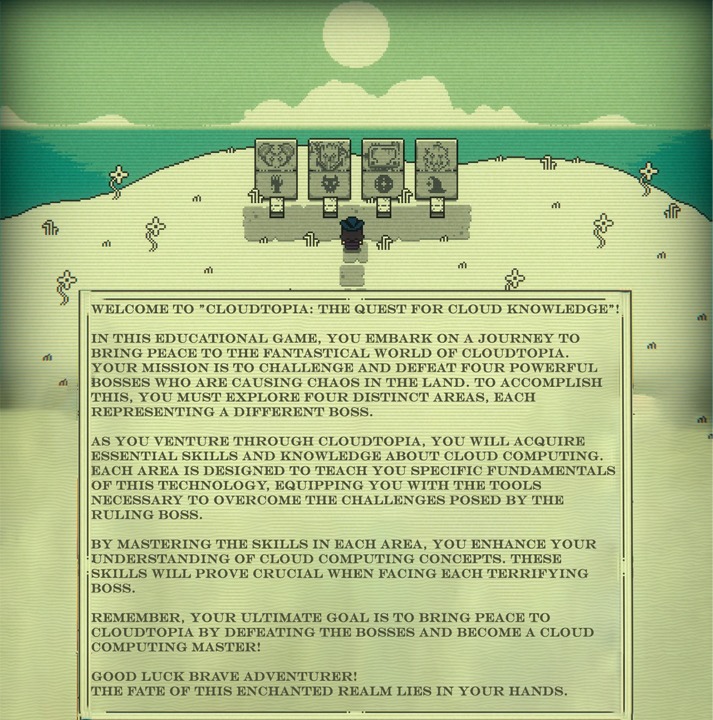 WELCOME TO "CLOUDTOPIA: THE QUEST FOR CLOUD KNOWLEDGE"!
IN THIS EDUCATIONAL GAME, YOU EMBARK ON A JOURNEY TO
BRING PEACE TO THE FANTASTICAL WORLD OF CLOUDTOPIA.
YOUR MISSION IS TO CHALLENGE AND DEFEAT FOUR POWERFUL
BOSSES WHO ARE CAUSING CHAOS IN THE LAND. TO ACCOMPLISH
THIS, YOU MUST EXPLORE FOUR DISTINCT AREAS, EACH
REPRESENTING A DIFFERENT BOSS.
AS YOU VENTURE THROUGH CLOUDTOPIA, YOU WILL ACQUIRE
ESSENTIAL SKILLS AND KNOWLEDGE ABOUT CLOUD COMPUTING.
EACH AREA IS DESIGNED TO TEACH YOU SPECIFIC FUNDAMENTALS
OF THIS TECHNOLOGY, EQUIPPING YOU WITH THE TOOLS
NECESSARY TO OVERCOME THE CHALLENGES POSED BY THE
RULING BOSS.
BY MASTERING THE SKILLS IN EACH AREA, YOU ENHANCE YOUR
UNDERSTANDING OF CLOUD COMPUTING CONCEPTS. THESE
SKILLS WILL PROVE CRUCIAL WHEN FACING EACH TERRIFYING
BOSS.
REMEMBER, YOUR ULTIMATE GOAL IS TO BRING PEACE TO
CLOUDTOPIA BY DEFEATING THE BOSSES AND BECOME A CLOUD
COMPUTING MASTER!
GOOD LUCK BRAVE ADVENTURER!
THE FATE OF THIS ENCHANTED REALM LIES IN YOUR HANDS.